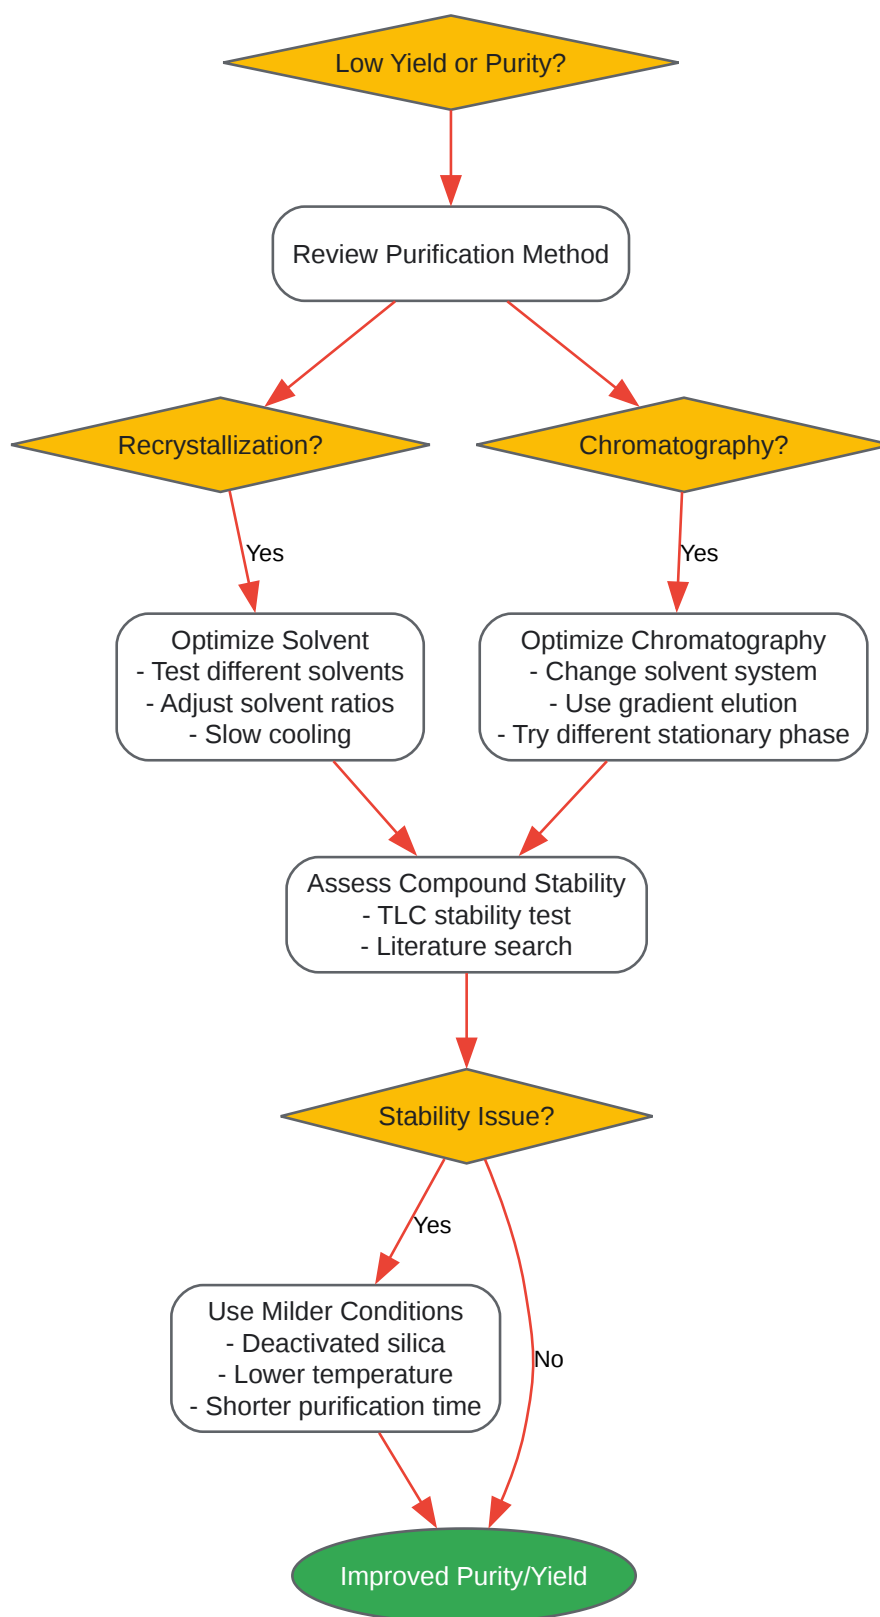 Low Yield or Purity?
Review Purification Method
Recrystallization?
Chromatography?
Yes
Yes
Optimize Solvent
- Test different solvents
- Adjust solvent ratios
- Slow cooling
Optimize Chromatography
- Change solvent system
- Use gradient elution
- Try different stationary phase
Assess Compound Stability
- TLC stability test
- Literature search
Stability Issue?
Yes
Use Milder Conditions
- Deactivated silica
- Lower temperature
- Shorter purification time
No
Improved Purity/Yield